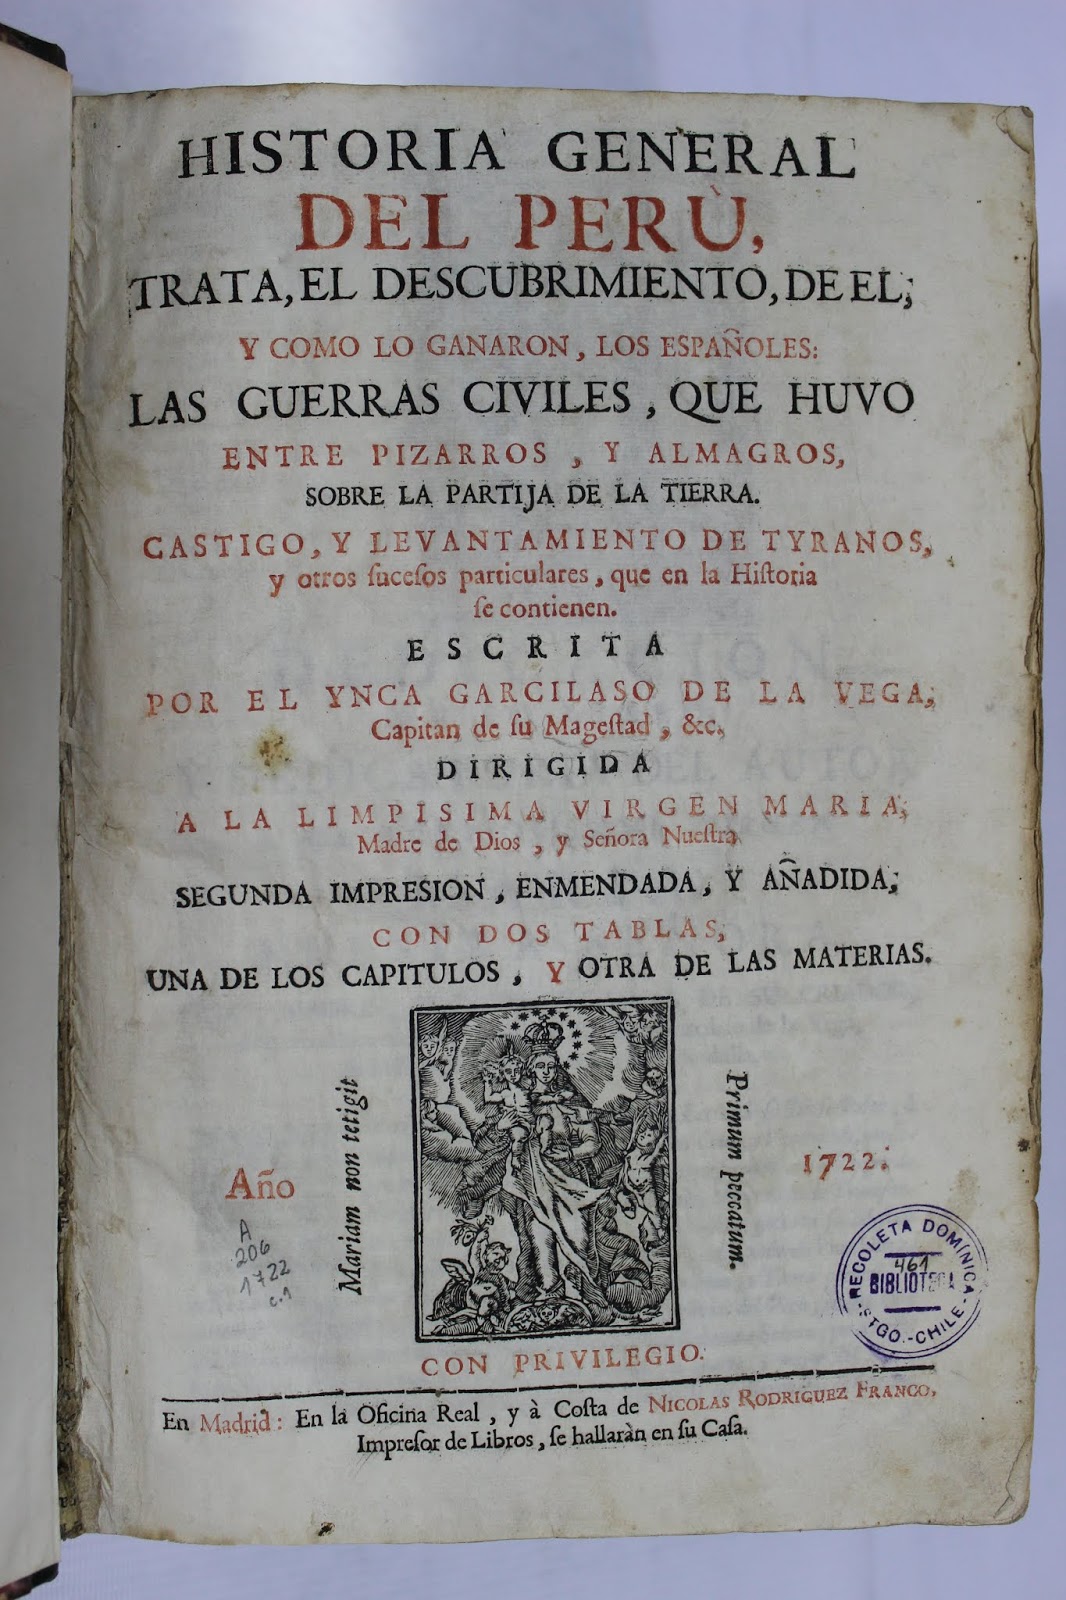 HISTORIA GENERAL
DEL PERÙ,
TRATA, EL DESCUBRIMIENTO, DE EL;
Y COMO LO GANARON, LOS ESPAÑOLES:
LAS GUERRAS CIVILES, QUE HUVO
ENTRE PIZARROS, Y ALMAGROS,
SOBRE LA PARTIJA DE LA TIERRA.
CASTIGO, Y LEVANTAMIENTO DE TYRANOS,
y otros ſuceſos particulares, que en la Hiſtoria
ſe contienen.
ESCRITA
POR EL YNCA GARCILASO DE LA VEGA,
Capitan de ſu Mageſtad, &c.
DIRIGIDA
A LA LIMPISIMA VIRGEN MARIA,
Madre de Dios, y Señora Nueſtra.
SEGUNDA IMPRESION, ENMENDADA, Y AÑADIDA,
CON DOS TABLAS,
UNA DE LOS CAPITULOS, Y OTRA DE LAS MATERIAS.
Mariam non tetigit
Primum peccatum.
Año
1722.
A
206
1722
c.1
RECOLETA DOMÍNICA
461
BIBLIOTECA
STGO.-CHILE
CON PRIVILEGIO.
En Madrid: En la Oficina Real, y à Coſta de NICOLAS RODRIGUEZ FRANCO,
Impreſor de Libros, ſe hallaràn en ſu Caſa.